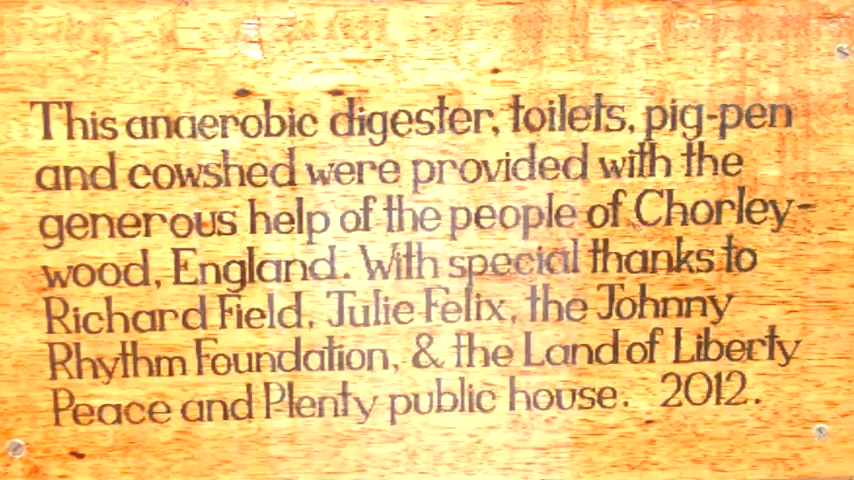 This anaerobic digester, toilets, pig-pen
and cowshed were provided with the
generous help of the people of Chorley-
wood, England. With special thanks to
Richard Field, Julie Felix, the Johnny
Rhythm Foundation, & the Land of Liberty
Peace and Plenty public house. 2012.